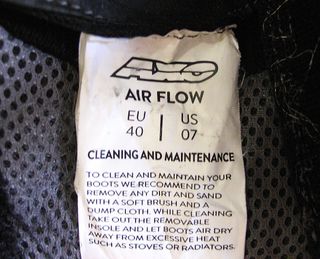 AXO
AIR FLOW
EU | US
40 | 07
CLEANING AND MAINTENANCE
TO CLEAN AND MAINTAIN YOUR
BOOTS WE RECOMMEND TO
REMOVE ANY DIRT AND SAND
WITH A SOFT BRUSH AND A
DUMP CLOTH. WHILE CLEANING
TAKE OUT THE REMOVABLE
INSOLE AND LET BOOTS AIR DRY
AWAY FROM EXCESSIVE HEAT
SUCH AS STOVES OR RADIATORS.